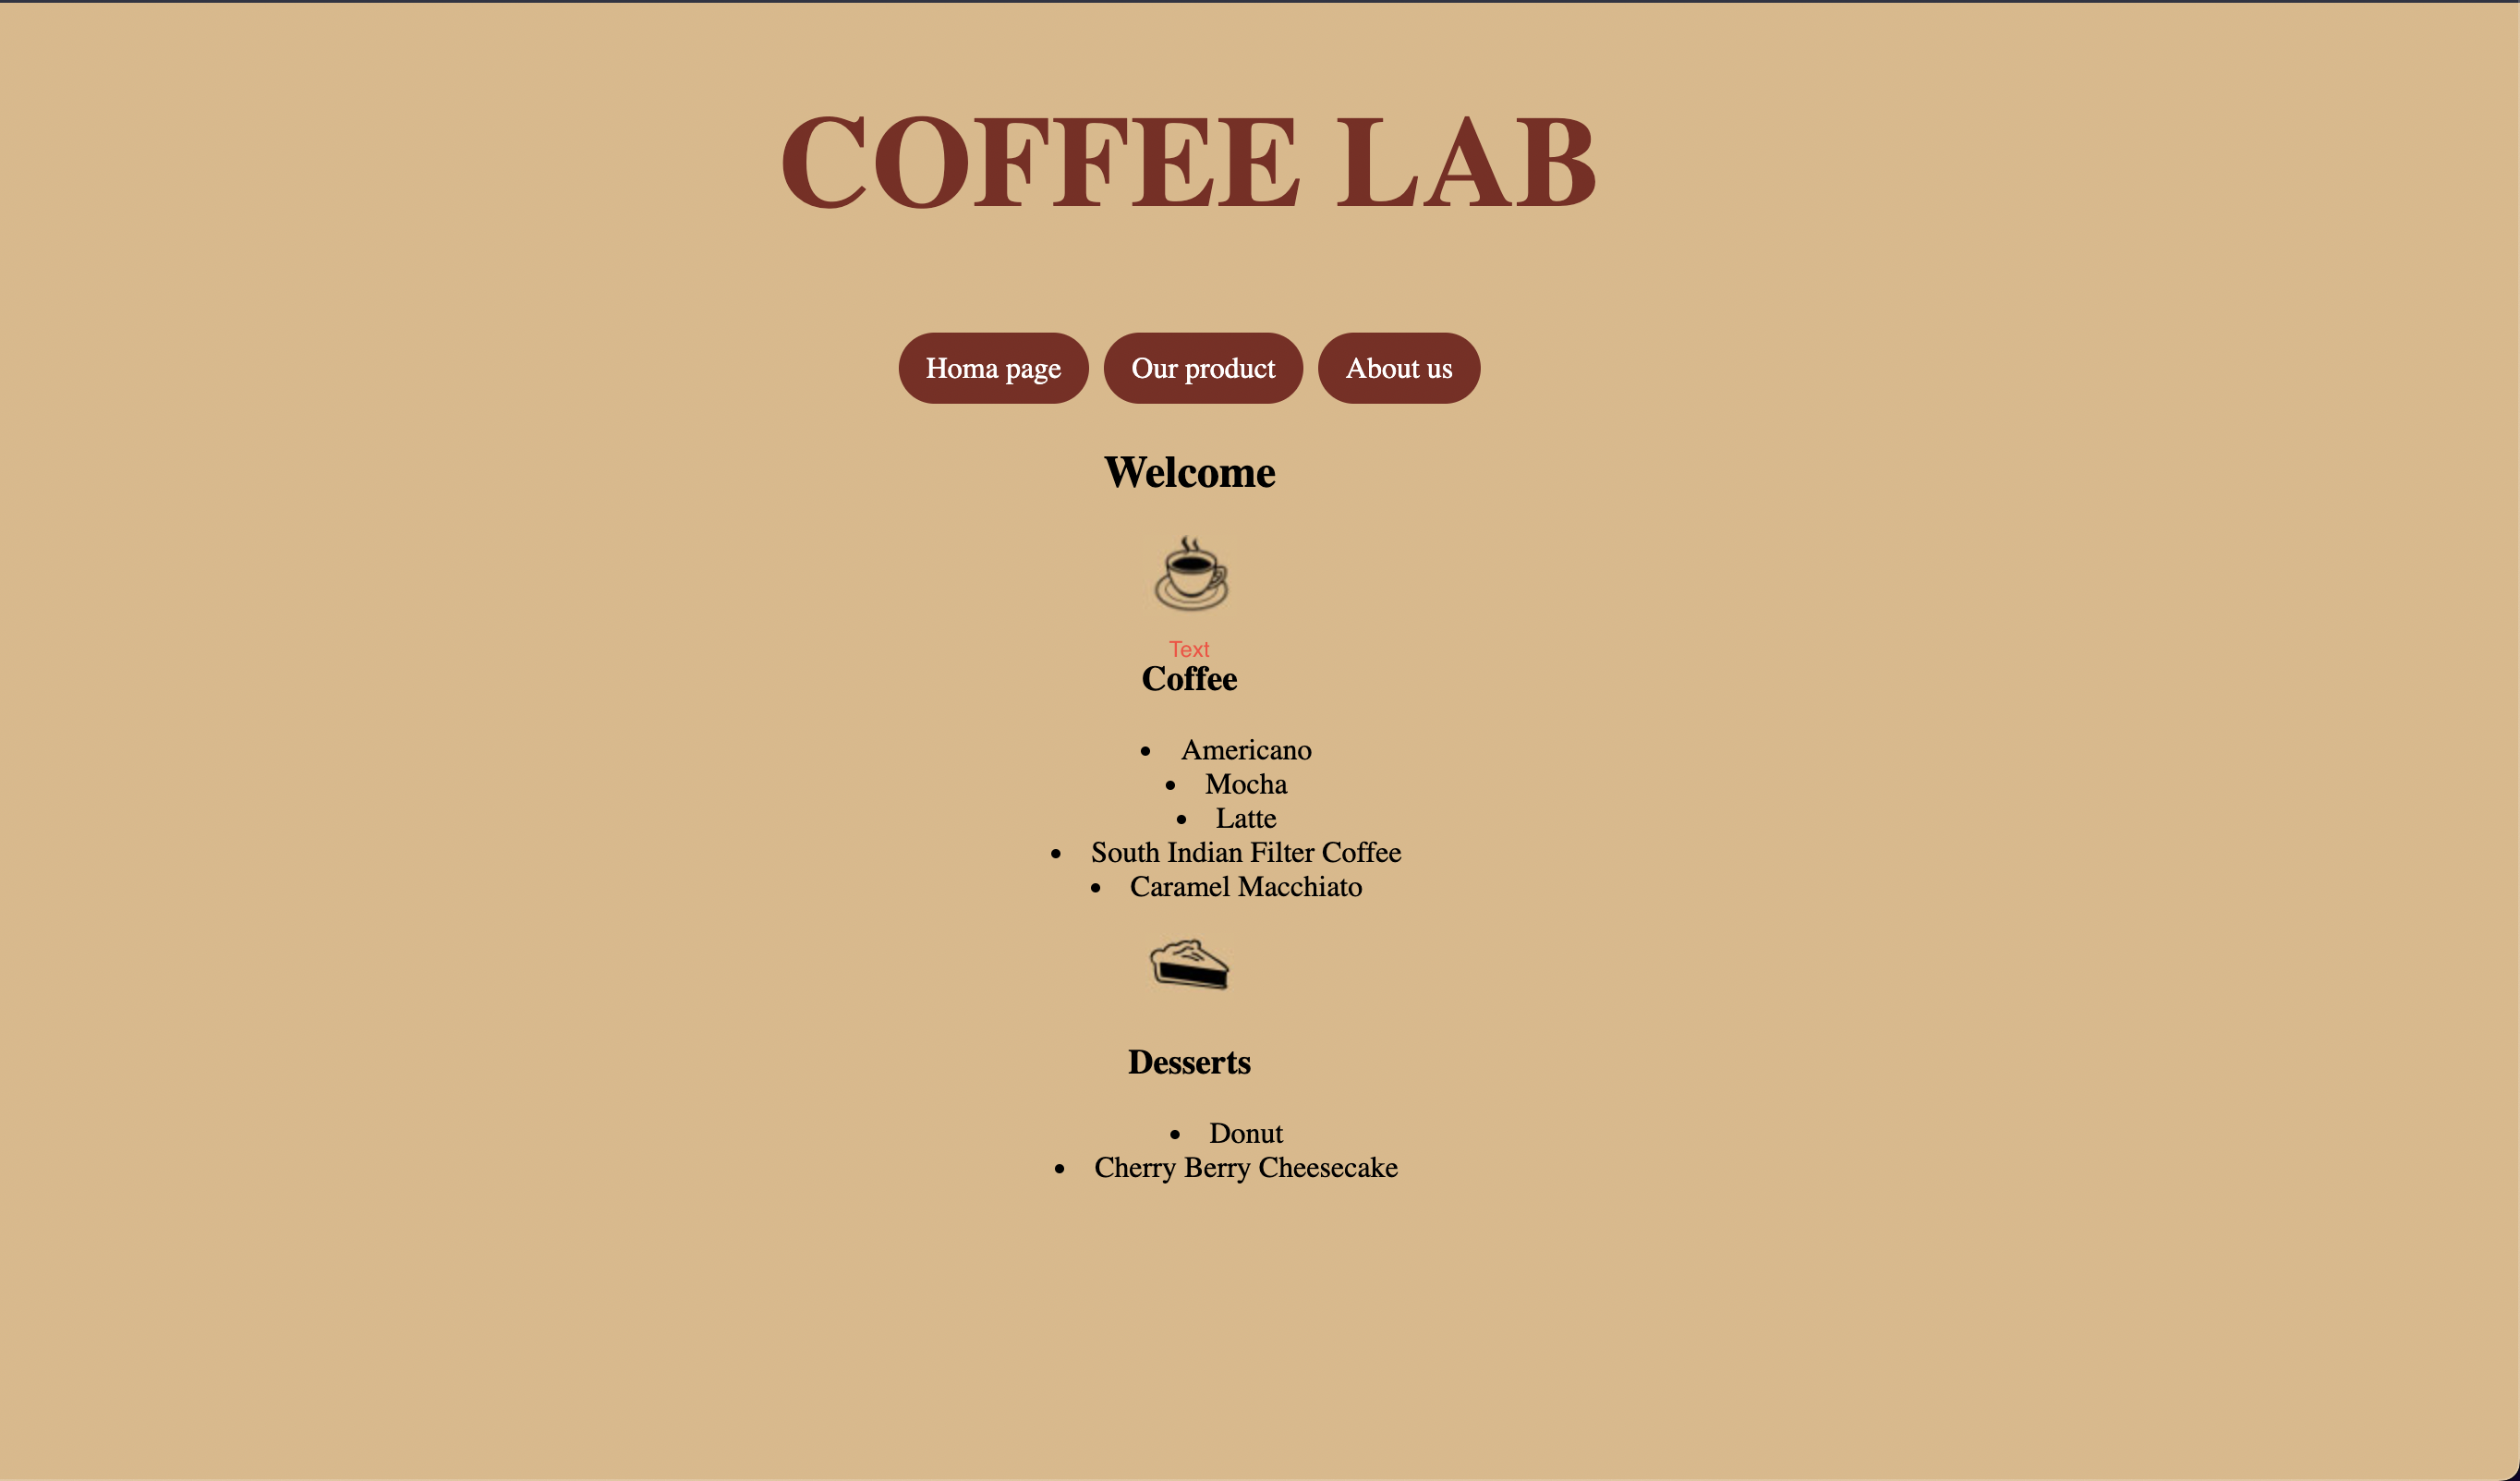 COFFEE LAB
Homa page Our product About us
Welcome
Text
Coffee
• Americano
• Mocha
• Latte
• South Indian Filter Coffee
• Caramel Macchiato
Desserts
• Donut
• Cherry Berry Cheesecake